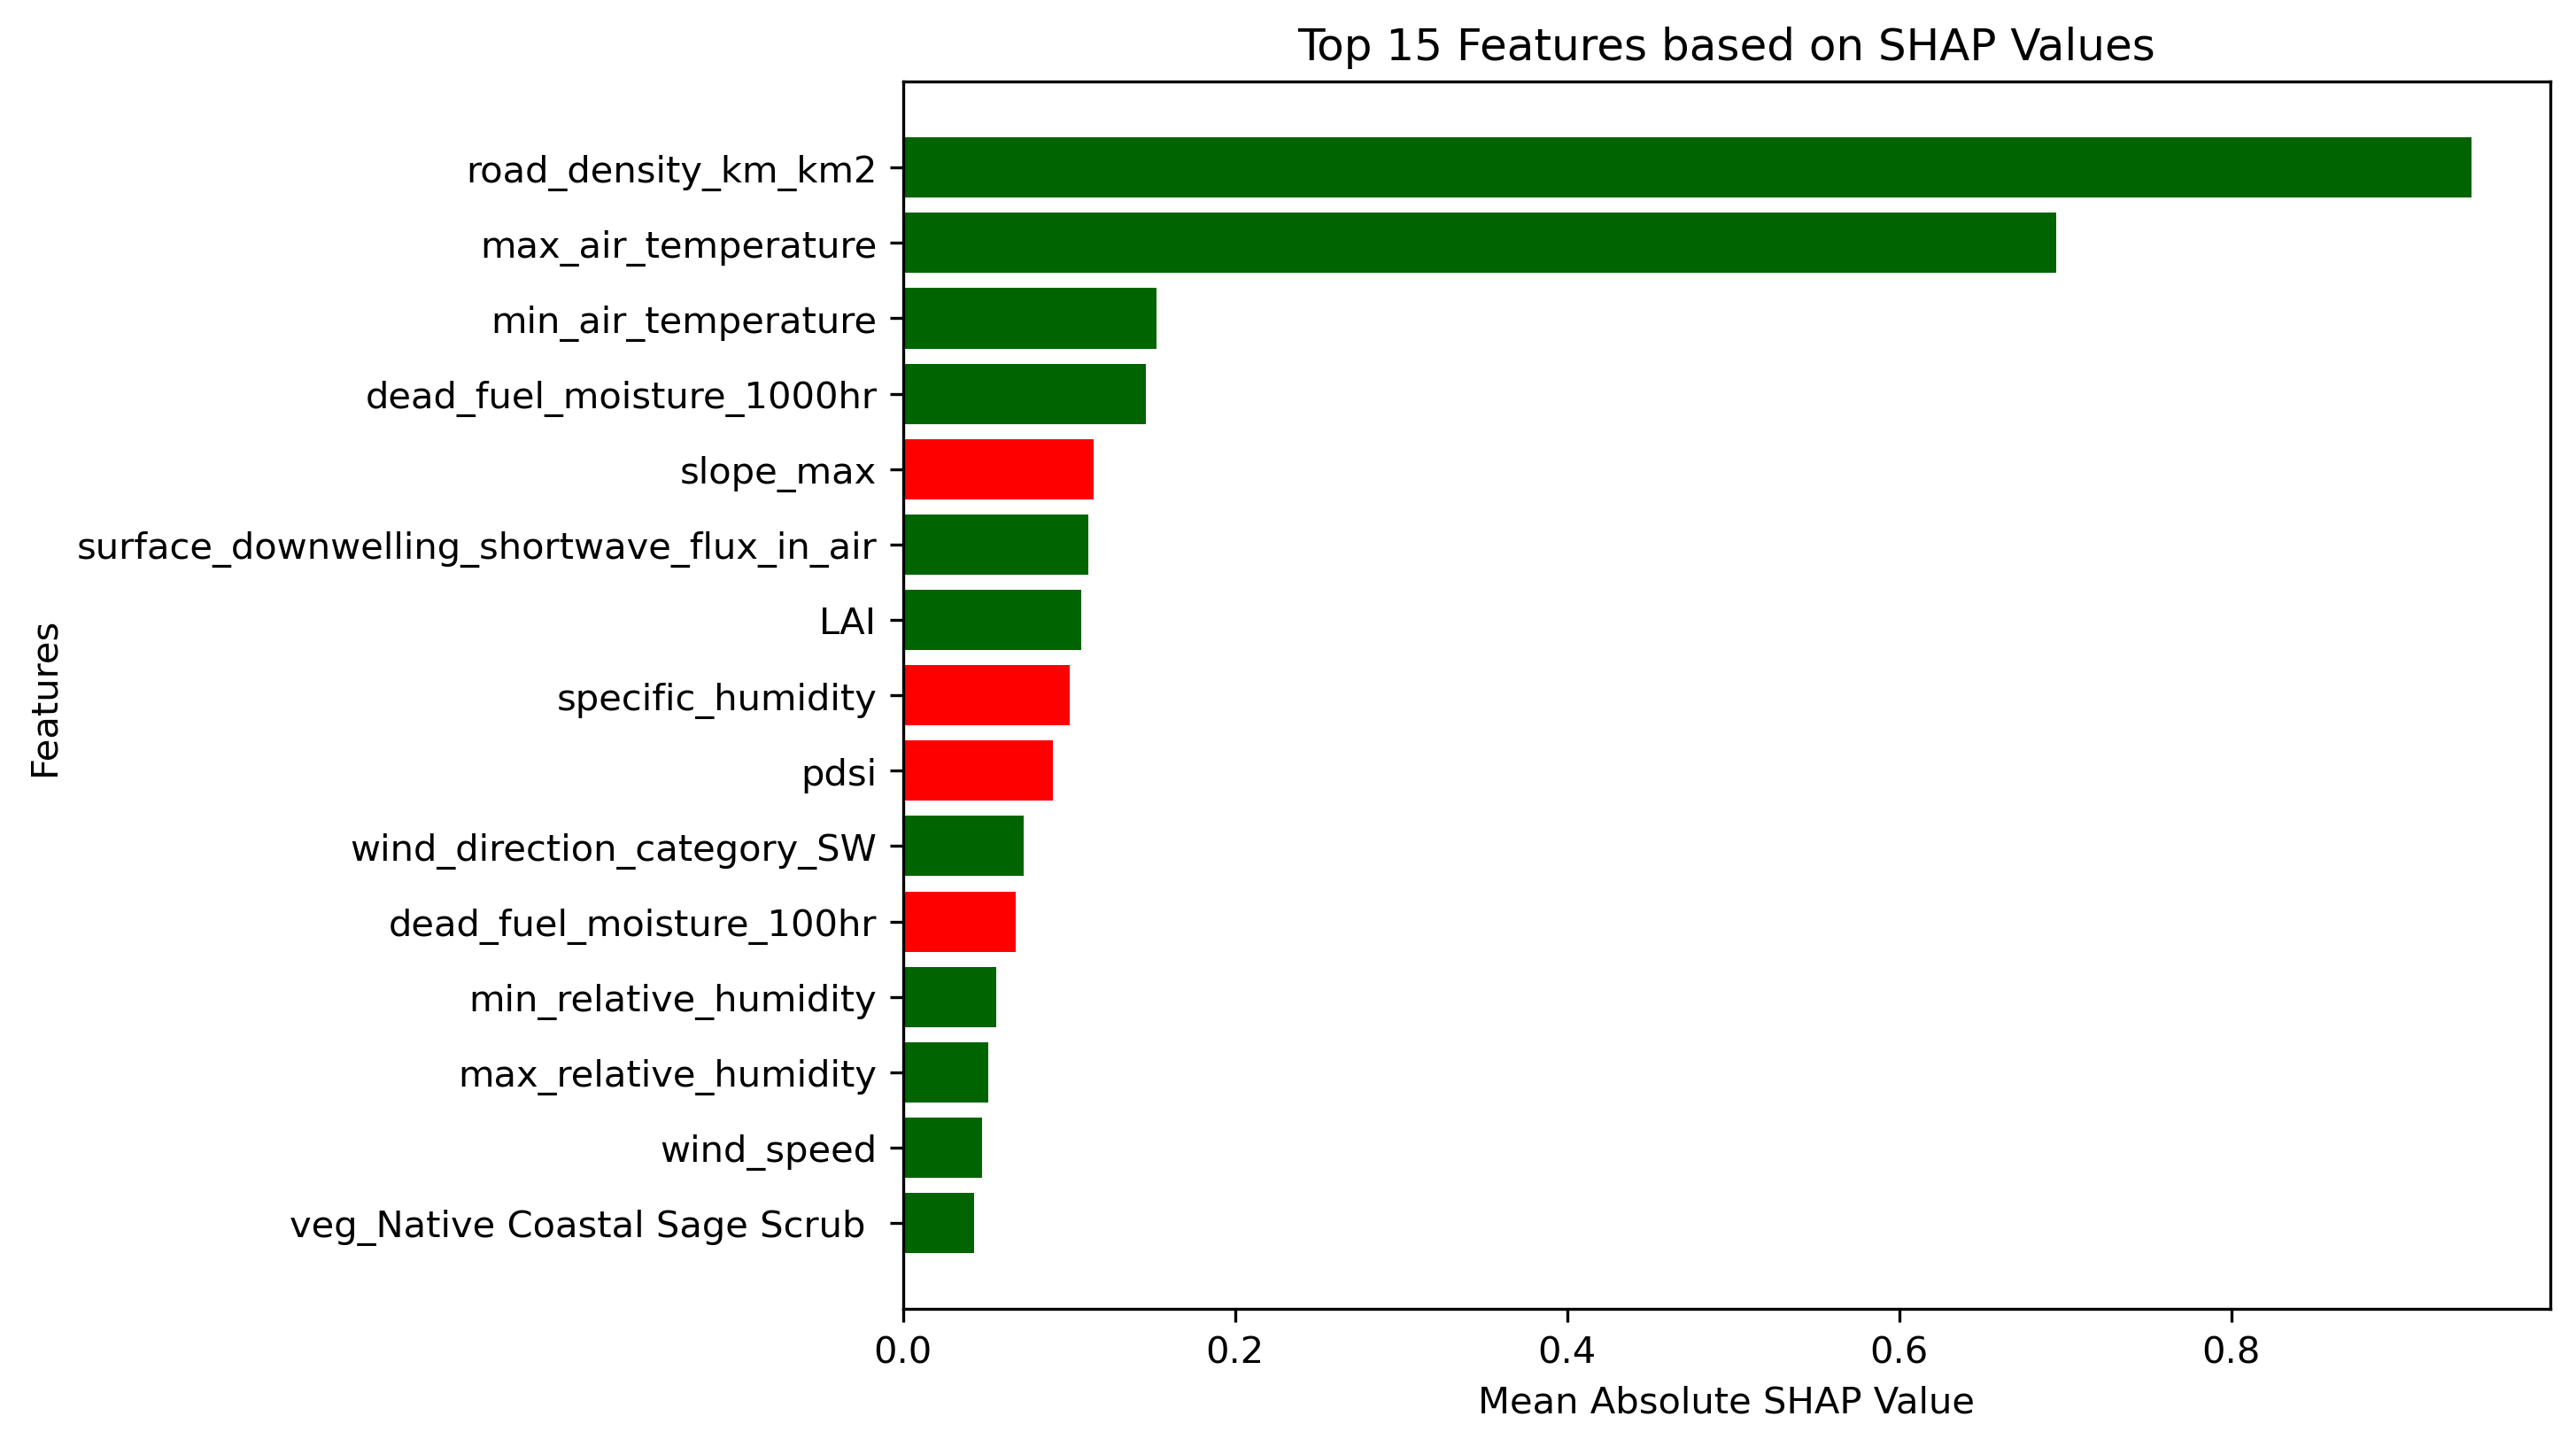 Top 15 Features based on SHAP Values
Features
road_density_km_km2
max_air_temperature
min_air_temperature
dead_fuel_moisture_1000hr
slope_max
surface_downwelling_shortwave_flux_in_air
LAI
specific_humidity
pdsi
wind_direction_category_SW
dead_fuel_moisture_100hr
min_relative_humidity
max_relative_humidity
wind_speed
veg_Native Coastal Sage Scrub
0.0 0.2 0.4 0.6 0.8
Mean Absolute SHAP Value